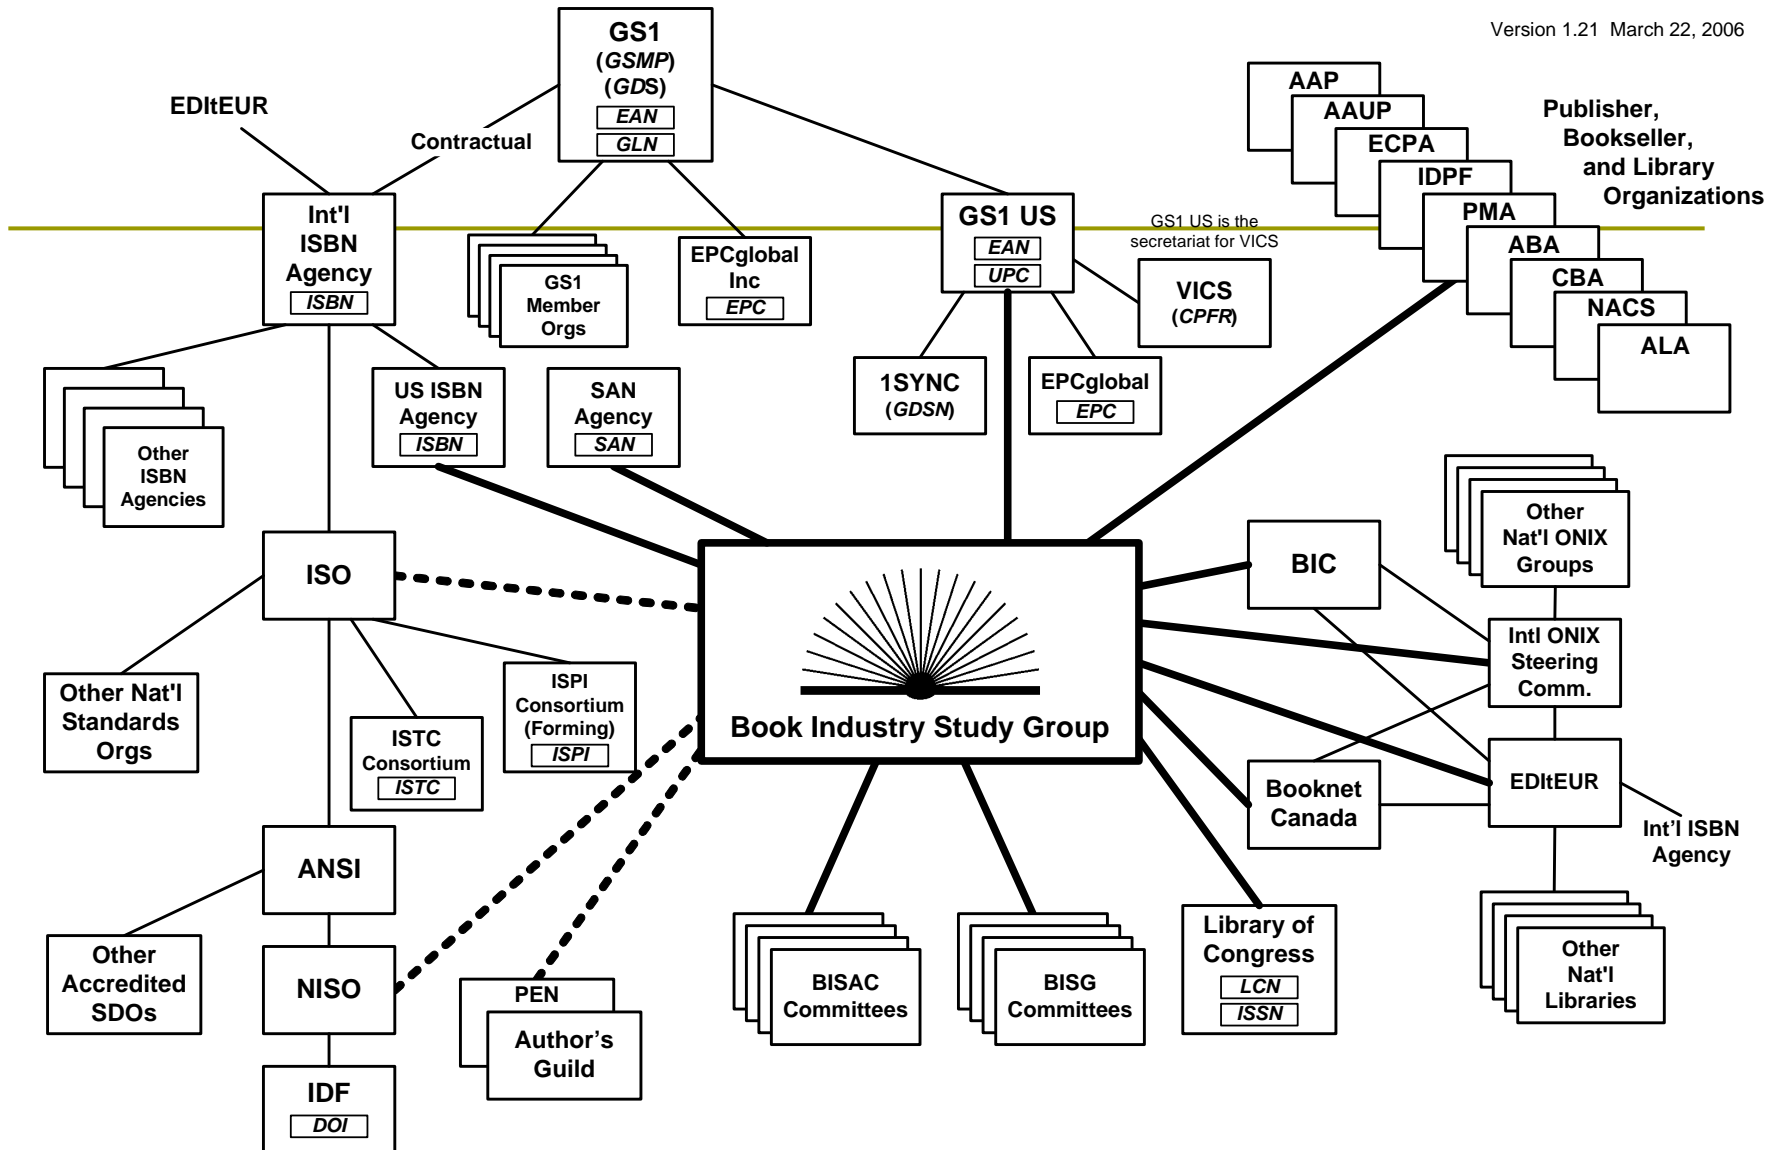 Version 1.21  March 22, 2006
GS1
(GSMP)
(GDS)
EAN
GLN
EDItEUR
Contractual
AAP
AAUP
ECPA
IDPF
PMA
ABA
CBA
NACS
ALA
Publisher,
Bookseller,
and Library
Organizations
Int'l
ISBN
Agency
ISBN
GS1
Member
Orgs
EPCglobal
Inc
EPC
GS1 US
EAN
UPC
GS1 US is the
secretariat for VICS
VICS
(CPFR)
Other
ISBN
Agencies
US ISBN
Agency
ISBN
SAN
Agency
SAN
1SYNC
(GDSN)
EPCglobal
EPC
ISO
Other Nat'l
Standards
Orgs
ISTC
Consortium
ISTC
ISPI
Consortium
(Forming)
ISPI
Book Industry Study Group
BIC
Other
Nat'l ONIX
Groups
Intl ONIX
Steering
Comm.
Booknet
Canada
EDItEUR
Int'l ISBN
Agency
ANSI
Other
Accredited
SDOs
NISO
IDF
DOI
PEN
Author's
Guild
BISAC
Committees
BISG
Committees
Library of
Congress
LCN
ISSN
Other
Nat'l
Libraries